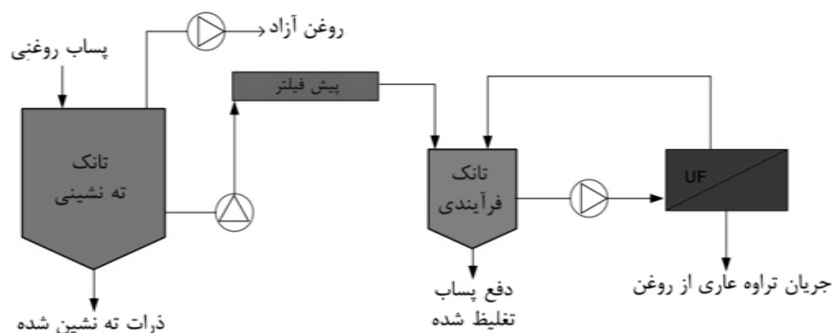 پساب روغنی
روغن آزاد
پیش فیلتر
تانک
ته نشینی
تانک
فرآیندی
UF
ذرات ته نشین شده
دفع پساب
تغلیظ شده
جریان تراوه عاری از روغن